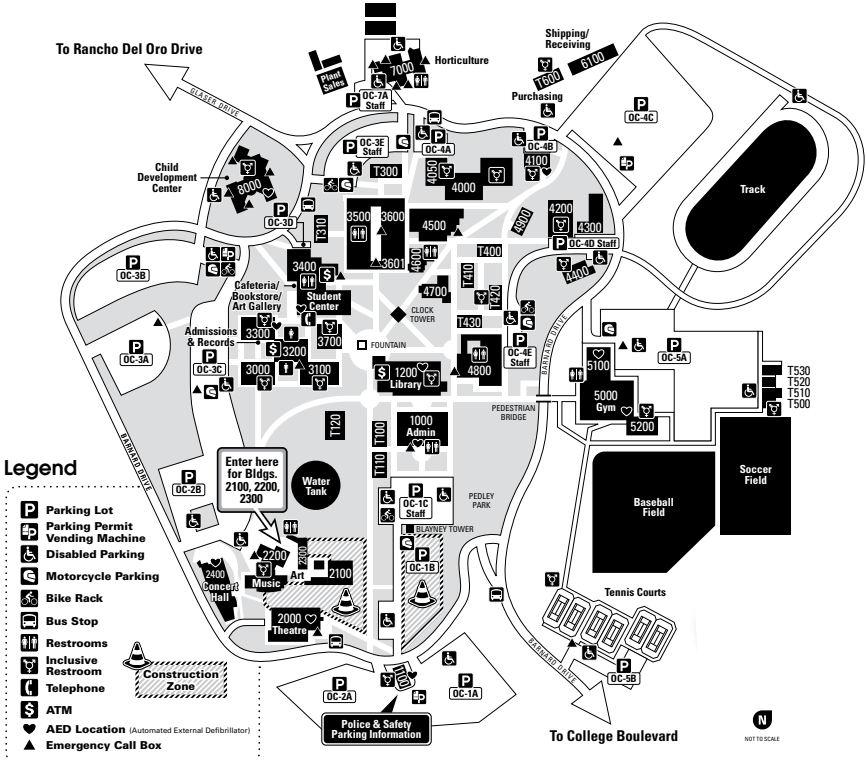 To Rancho Del Oro Drive
GLASER DRIVE
Plant
Sales
7000
Horticulture
P
OC-7A
Staff
Shipping/
Receiving
T600
6100
Purchasing
P
OC-4C
P
OC-3E
Staff
P
OC-4A
P
OC-4B
4100
T300
4050
4000
Child
Development
Center
8000
P
OC-3D
T310
3500
3600
3601
4500
4600
4900
4200
4300
P
OC-4D Staff
4400
Track
P
OC-3B
3400
Cafeteria/
Bookstore/
Art Gallery
$
Student
Center
T400
T410
T420
4700
CLOCK
TOWER
T430
P
OC-3A
Admissions
& Records
3300
3200
3700
$
P
OC-3C
3000
3100
FOUNTAIN
$
1200
Library
4800
P
OC-4E
Staff
BARNARD DRIVE
P
OC-5A
5100
5000
Gym
5200
T530
T520
T510
T500
PEDESTRIAN
BRIDGE
BARNARD DRIVE
T120
T100
T110
1000
Admin
Enter here
for Bldgs.
2100, 2200,
2300
Water
Tank
P
OC-2B
P
OC-1C
Staff
PEDLEY
PARK
BLAYNEY TOWER
P
OC-1B
Baseball
Field
Soccer
Field
2400
Concert
Hall
2200
Music
2300
Art
2100
2000
Theatre
Tennis Courts
P
OC-5B
BARNARD DRIVE
To College Boulevard
P
OC-2A
P
OC-1A
Police & Safety
Parking Information
N
NOT TO SCALE
Legend
P Parking Lot
Parking Permit
Vending Machine
Disabled Parking
Motorcycle Parking
Bike Rack
Bus Stop
Restrooms
Inclusive
Restroom
Telephone
$ ATM
AED Location (Automated External Defibrillator)
Emergency Call Box
Construction
Zone